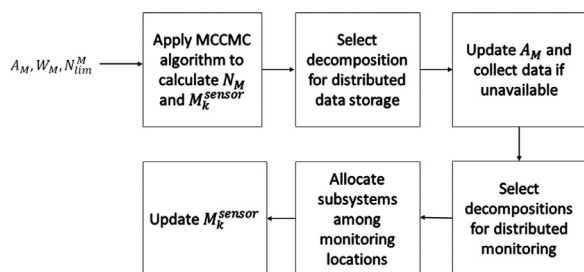 A_M, W_M, N_lim^M
Apply MCCMC
algorithm to
calculate N_M
and M_k^sensor
Select
decomposition
for distributed
data storage
Update A_M and
collect data if
unavailable
Select
decompositions
for distributed
monitoring
Allocate
subsystems
among
monitoring
locations
Update M_k^sensor